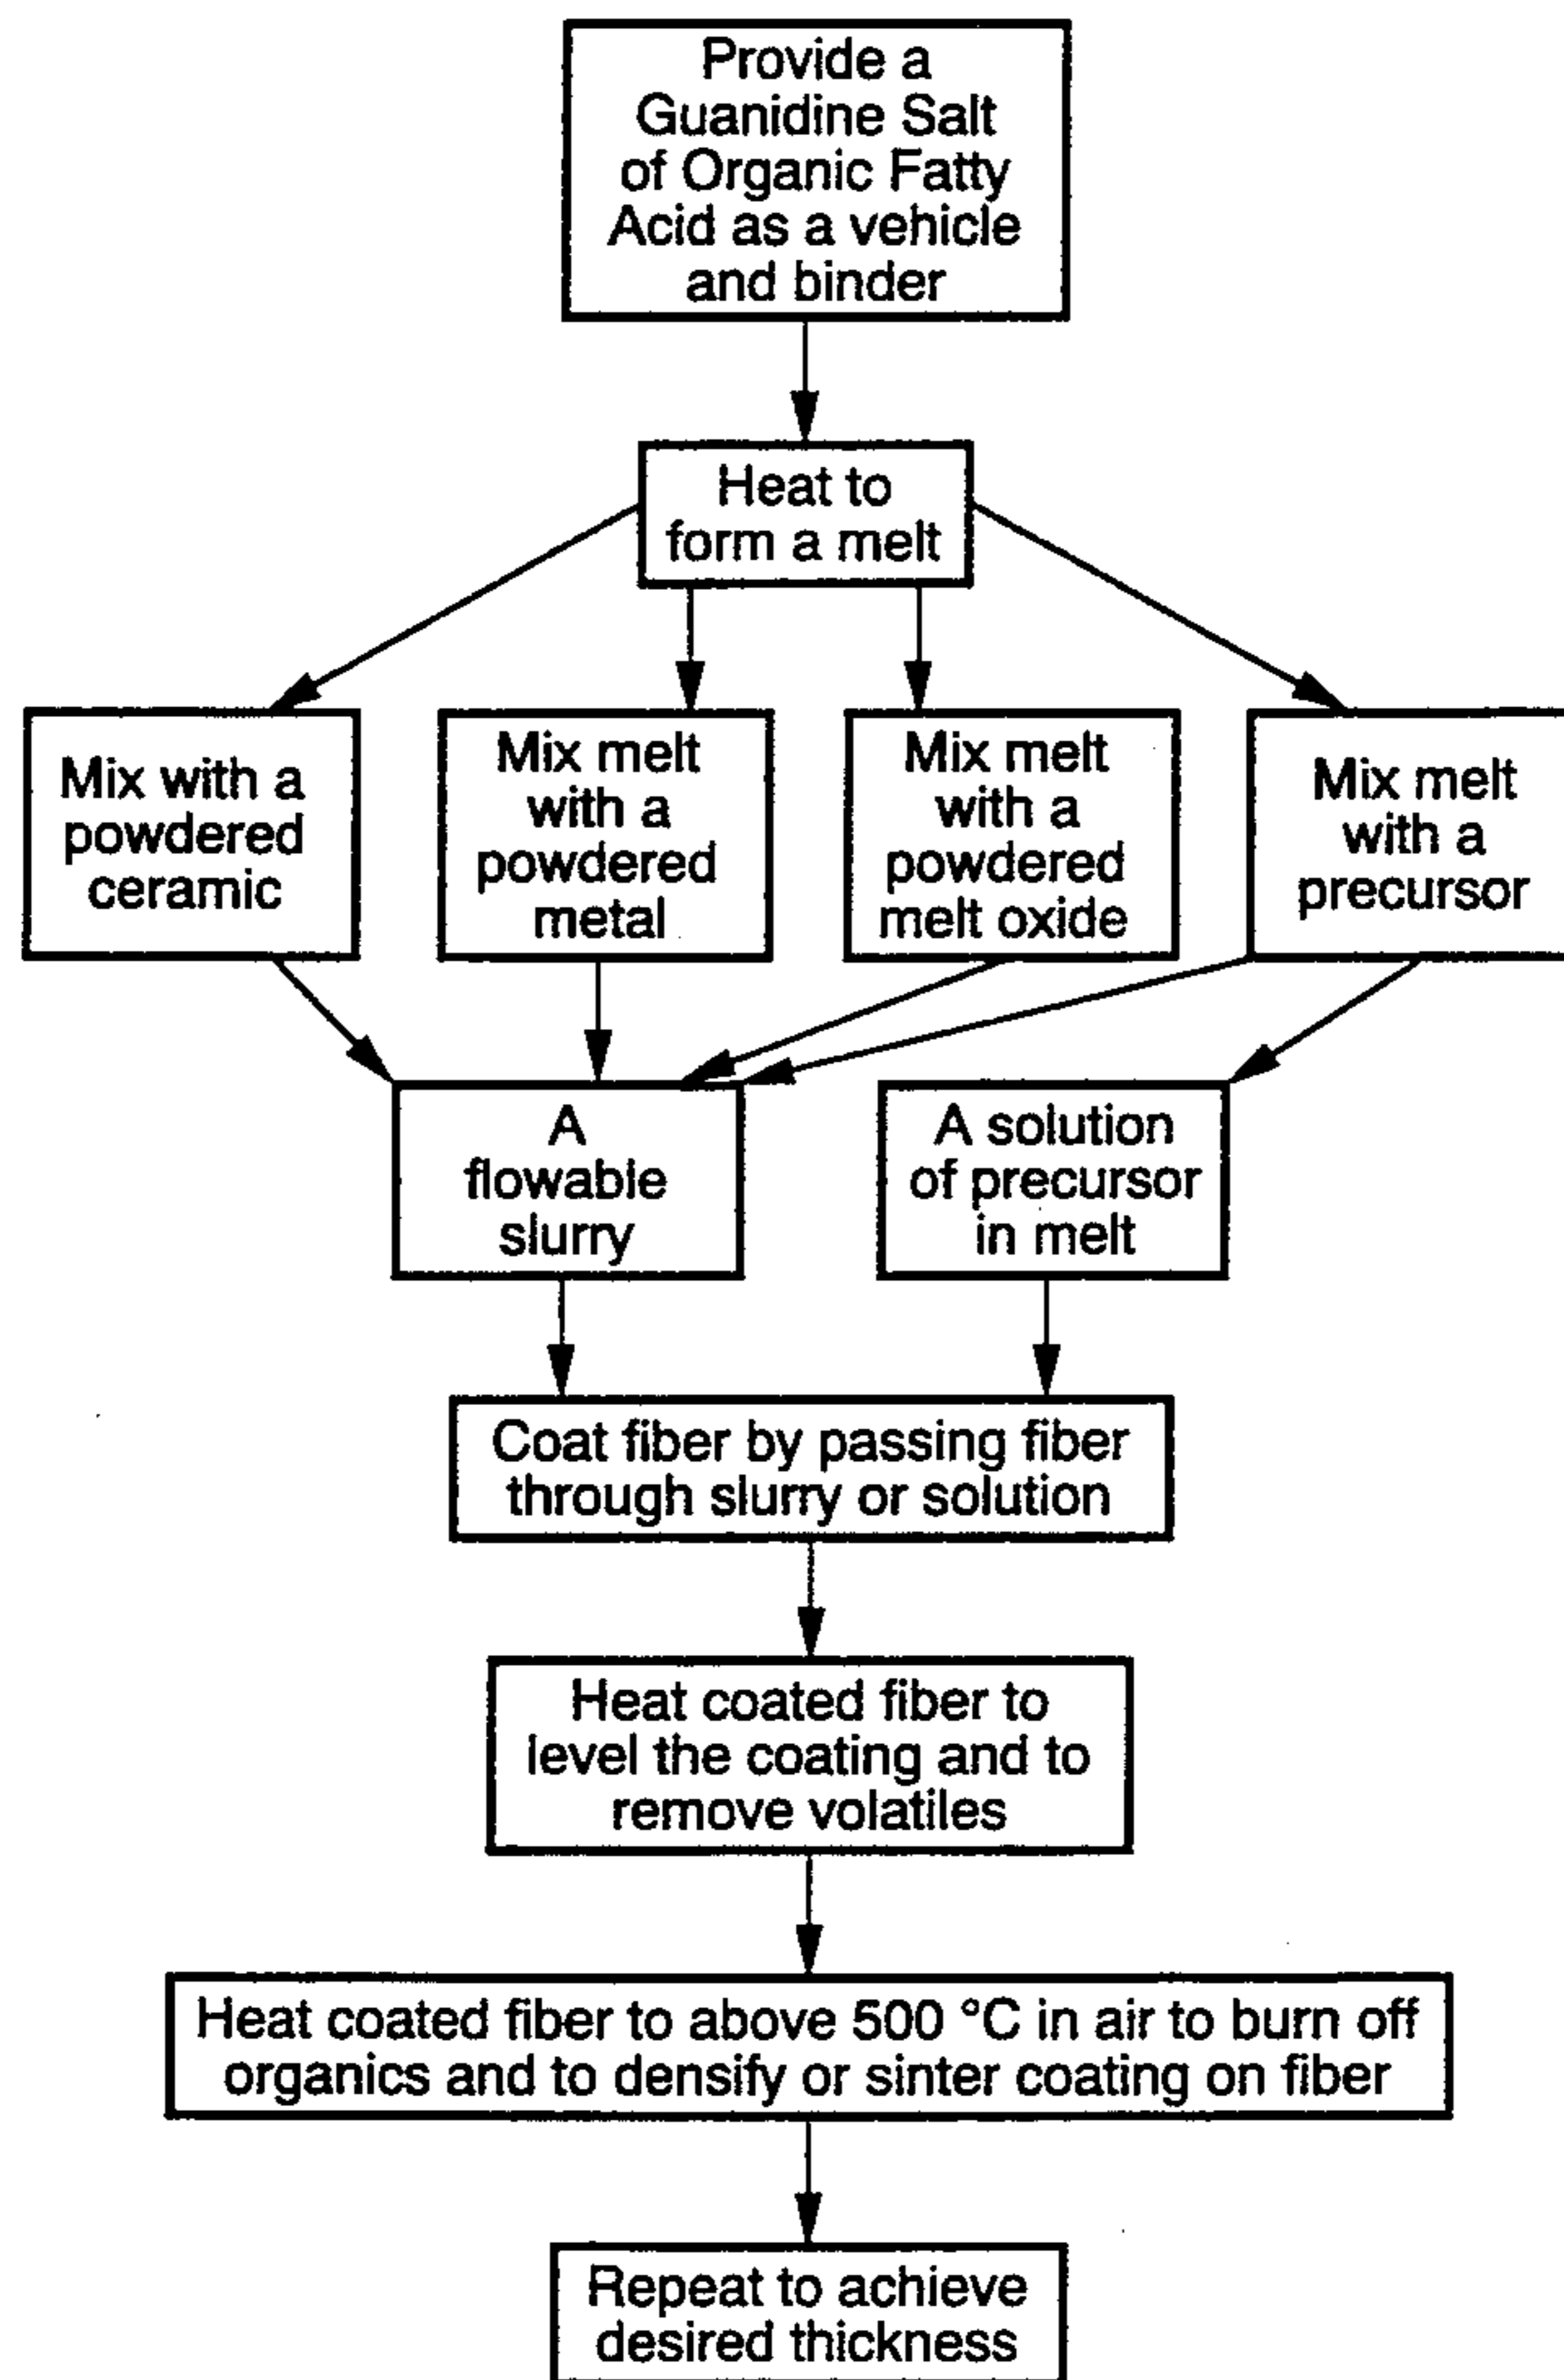 Provide a
Guanidine Salt
of Organic Fatty
Acid as a vehicle
and binder
Heat to
form a melt
Mix with a
powdered
ceramic
Mix melt
with a
powdered
metal
Mix melt
with a
powdered
melt oxide
Mix melt
with a
precursor
A
flowable
slurry
A solution
of precursor
in melt
Coat fiber by passing fiber
through slurry or solution
Heat coated fiber to
level the coating and to
remove volatiles
Heat coated fiber to above 500 °C in air to burn off
organics and to densify or sinter coating on fiber
Repeat to achieve
desired thickness